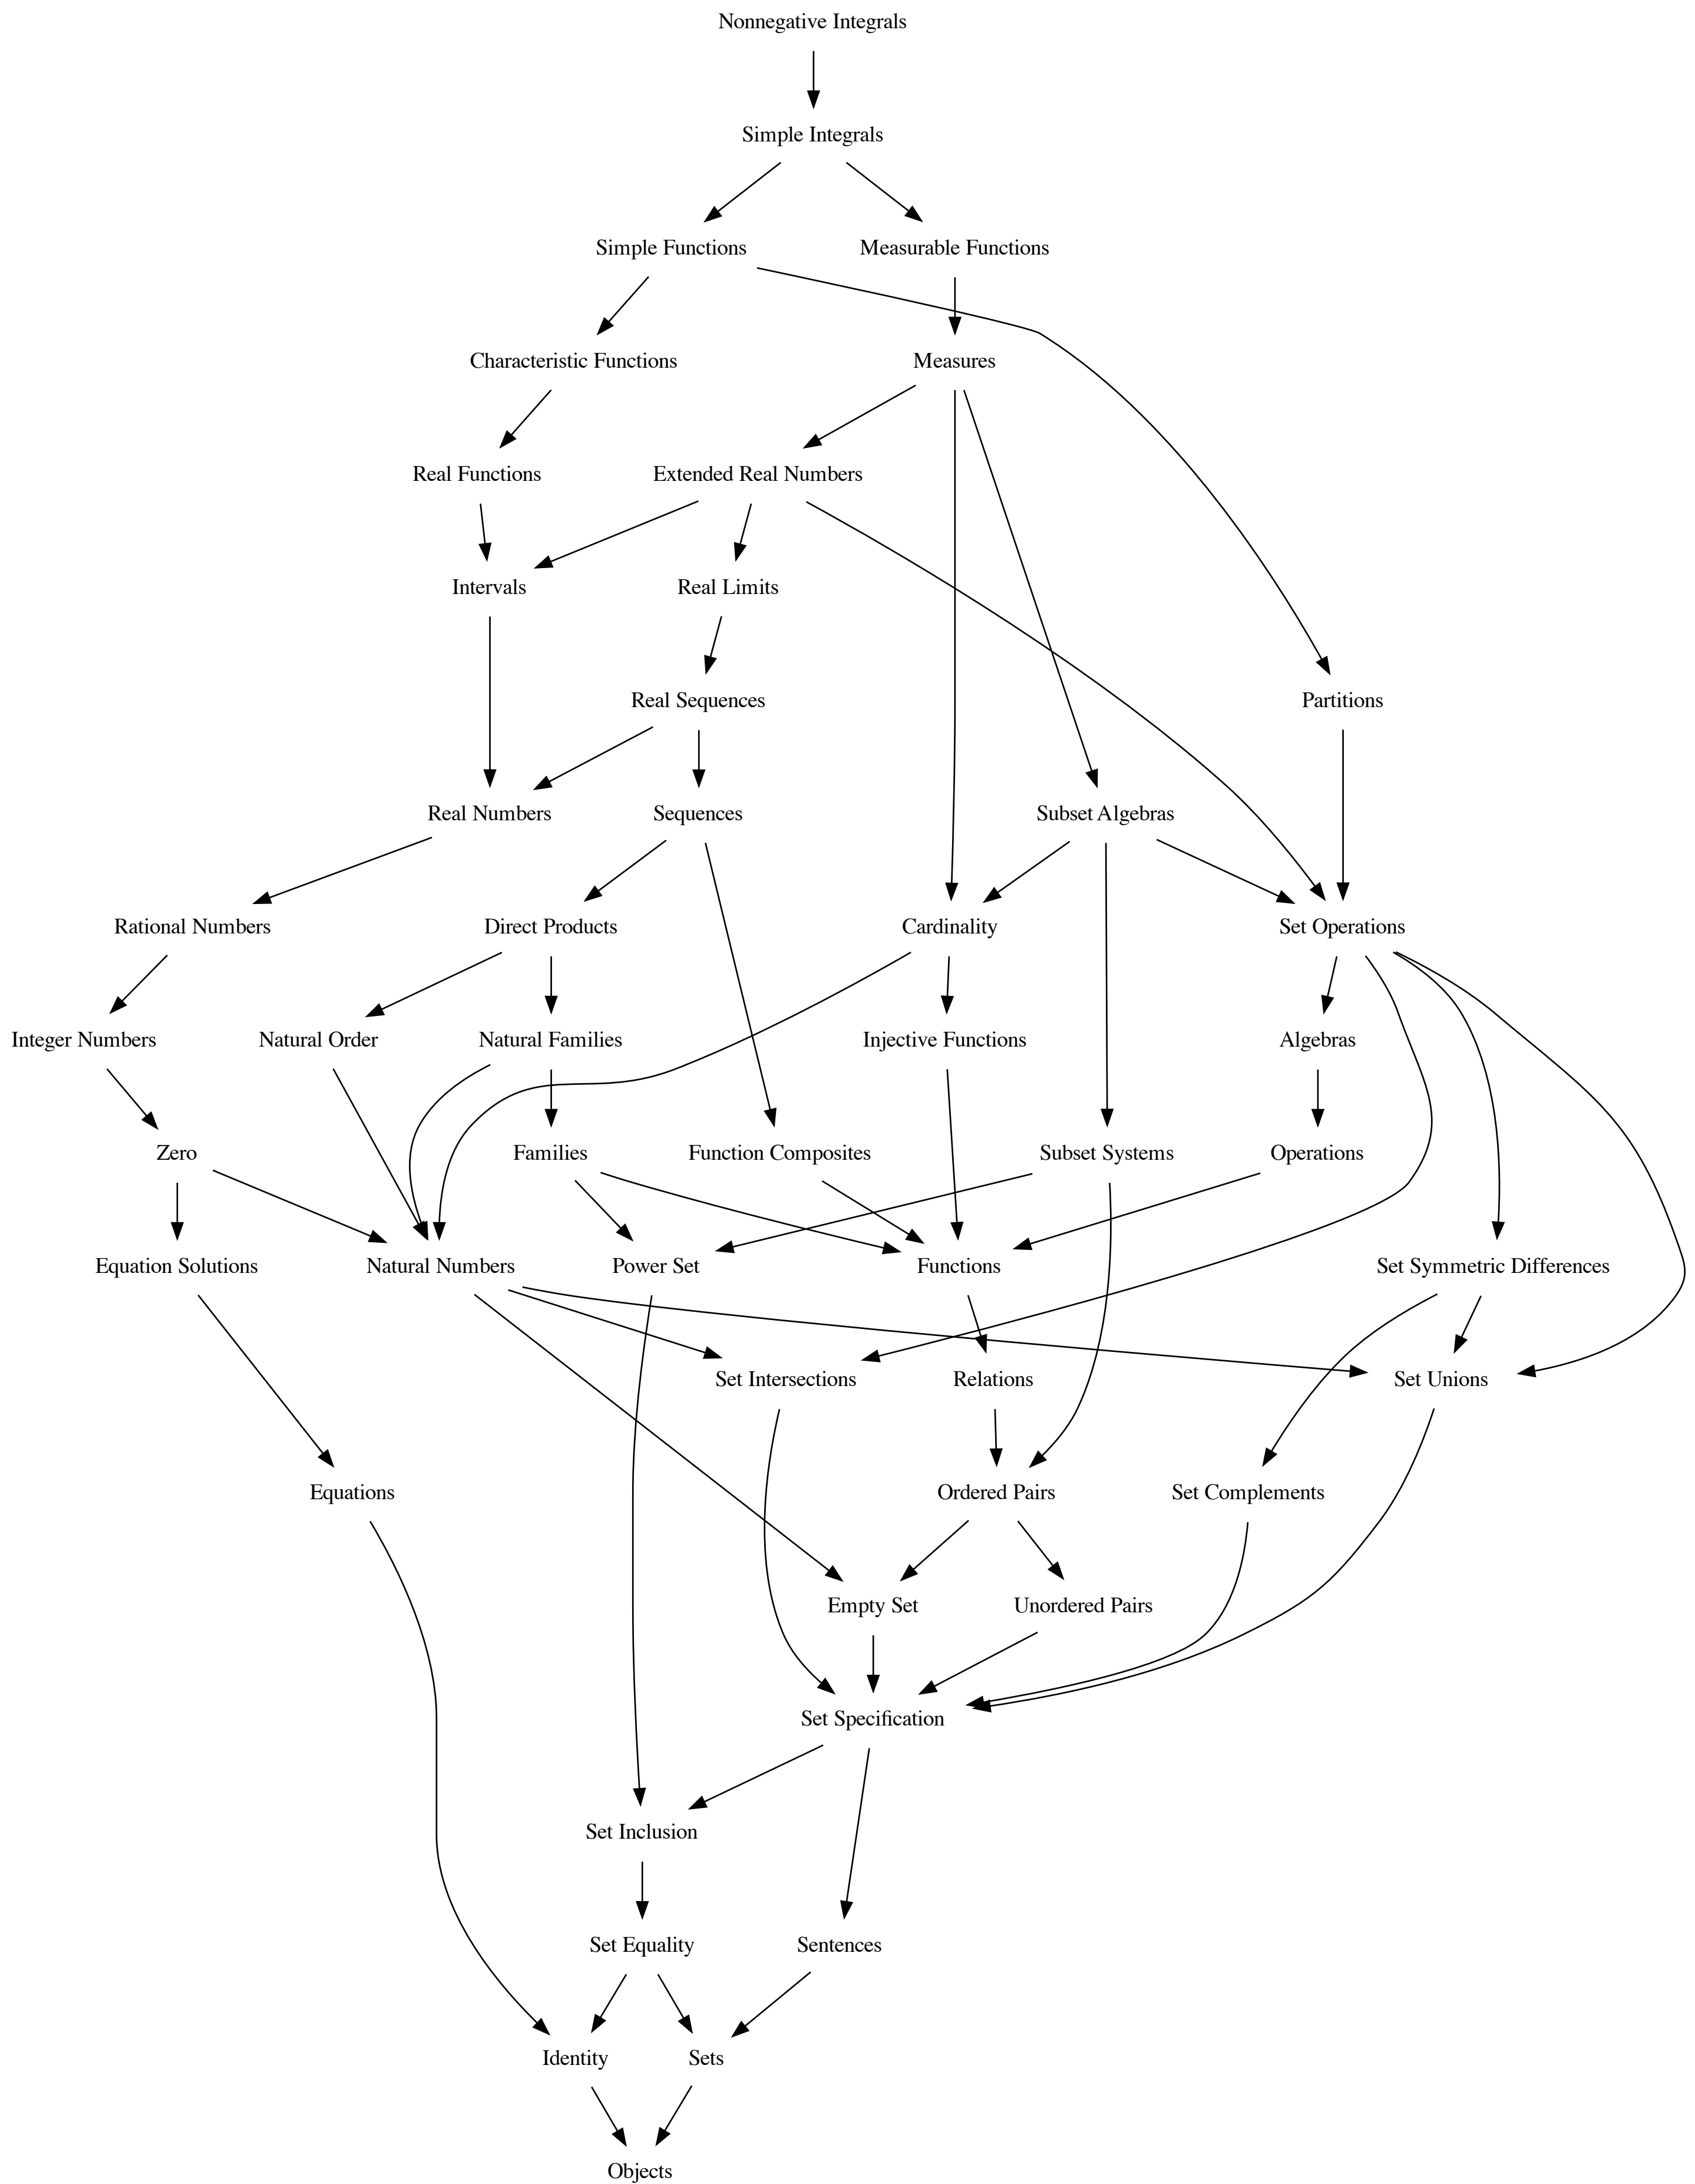 Nonnegative Integrals
Simple Integrals
Simple Functions
Measurable Functions
Characteristic Functions
Measures
Real Functions
Extended Real Numbers
Intervals
Real Limits
Real Sequences
Partitions
Real Numbers
Sequences
Subset Algebras
Rational Numbers
Direct Products
Cardinality
Set Operations
Integer Numbers
Natural Order
Natural Families
Injective Functions
Algebras
Zero
Families
Function Composites
Subset Systems
Operations
Equation Solutions
Natural Numbers
Power Set
Functions
Set Symmetric Differences
Set Intersections
Relations
Set Unions
Equations
Ordered Pairs
Set Complements
Empty Set
Unordered Pairs
Set Specification
Set Inclusion
Set Equality
Sentences
Identity
Sets
Objects